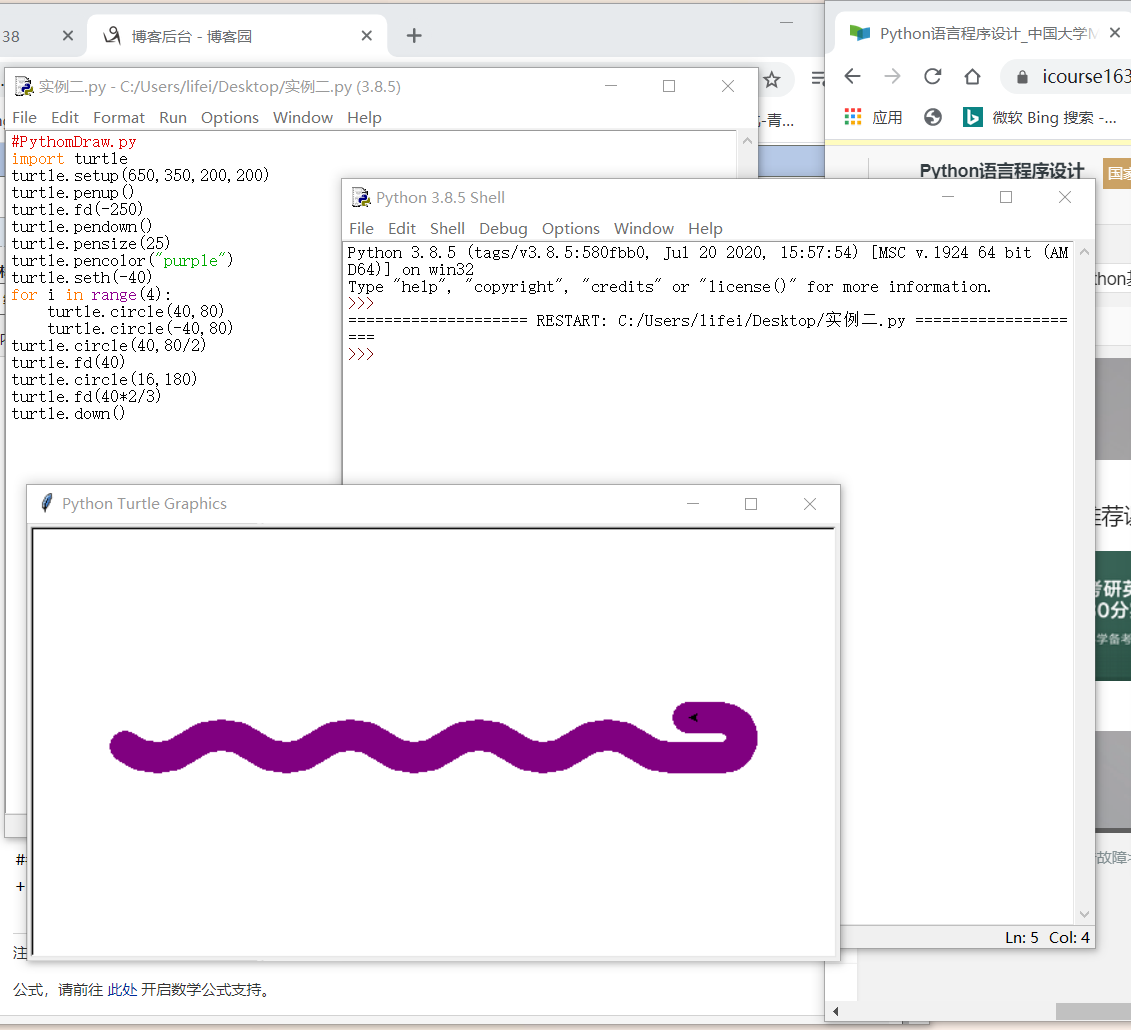 38
博客后台 - 博客园
Python语言程序设计_中国大学M
icourse163
应用
微软 Bing 搜索 -...
Python语言程序设计
国家
-青...
实例二.py - C:/Users/lifei/Desktop/实例二.py (3.8.5)
File Edit Format Run Options Window Help
#PythomDraw.py
import turtle
turtle.setup(650,350,200,200)
turtle.penup()
turtle.fd(-250)
turtle.pendown()
turtle.pensize(25)
turtle.pencolor("purple")
turtle.seth(-40)
for i in range(4):
    turtle.circle(40,80)
    turtle.circle(-40,80)
turtle.circle(40,80/2)
turtle.fd(40)
turtle.circle(16,180)
turtle.fd(40*2/3)
turtle.down()
Python 3.8.5 Shell
File Edit Shell Debug Options Window Help
Python 3.8.5 (tags/v3.8.5:580fbb0, Jul 20 2020, 15:57:54) [MSC v.1924 64 bit (AM
D64)] on win32
Type "help", "copyright", "credits" or "license()" for more information.
>>>
==================== RESTART: C:/Users/lifei/Desktop/实例二.py =================
===
>>>
Ln: 5 Col: 4
Python Turtle Graphics
thon基
推荐课
考研英
0分
学备考
故障
#
+
注
公式，请前往 此处 开启数学公式支持。